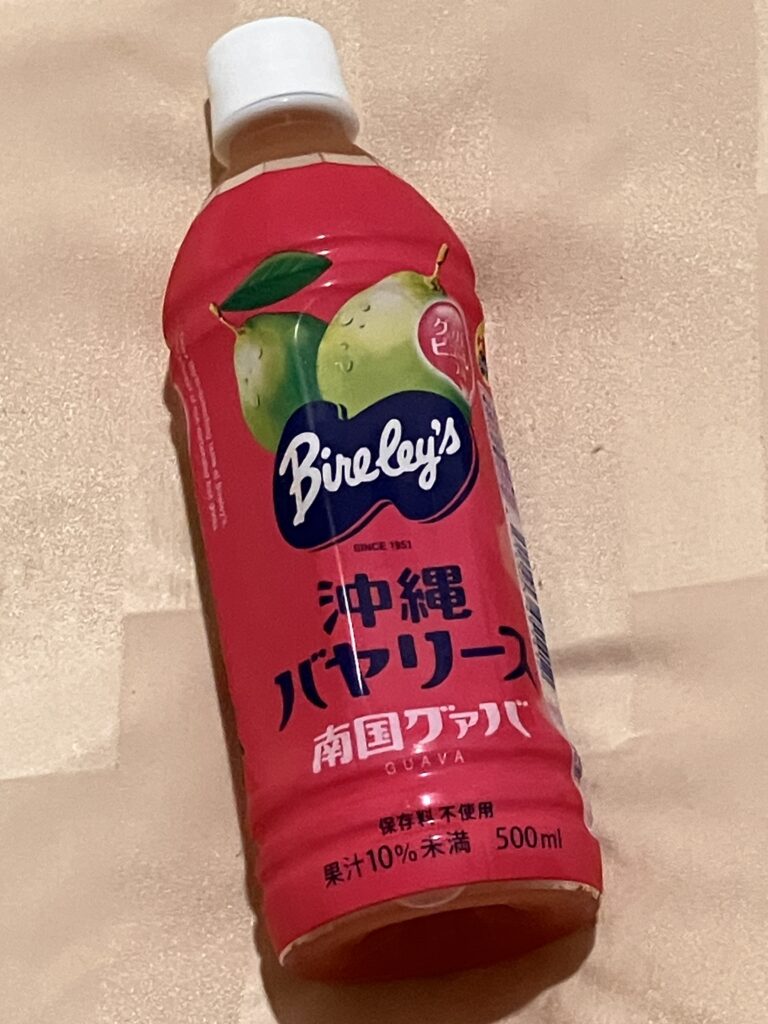 Bireley's
SINCE 1951
沖縄
バヤリース
南国グァバ
GUAVA
保存料 不使用
果汁10%未満 500ml